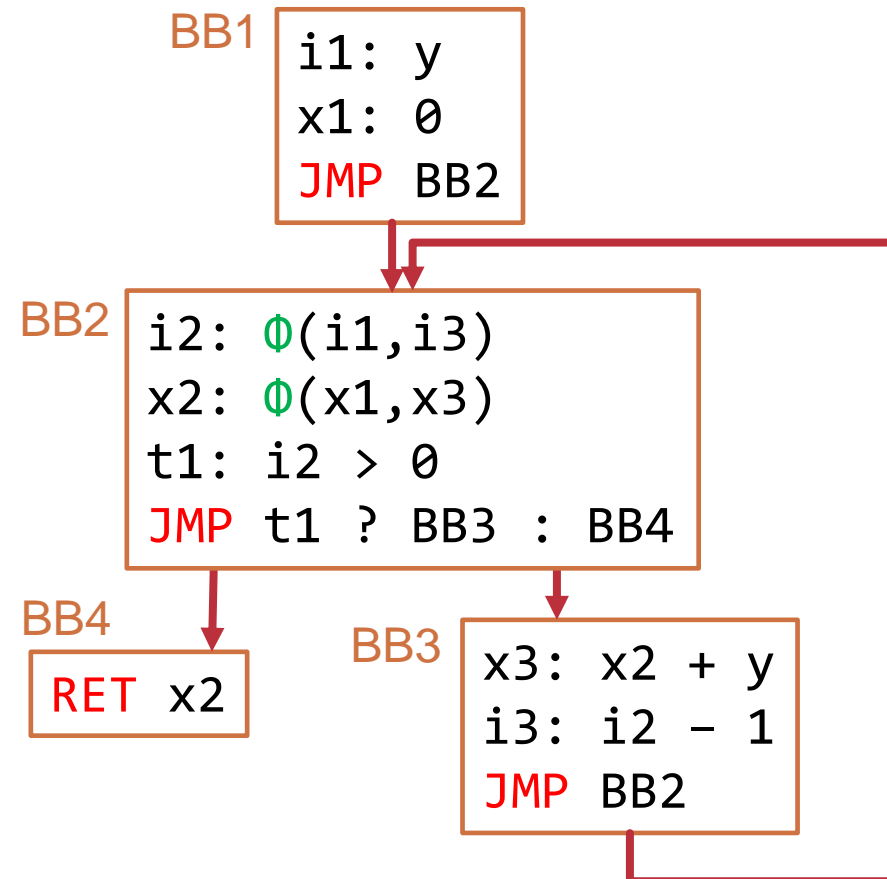 BB1
i1: y
x1: 0
JMP BB2
BB2
i2: Φ(i1,i3)
x2: Φ(x1,x3)
t1: i2 > 0
JMP t1 ? BB3 : BB4
BB4
RET x2
BB3
x3: x2 + y
i3: i2 − 1
JMP BB2